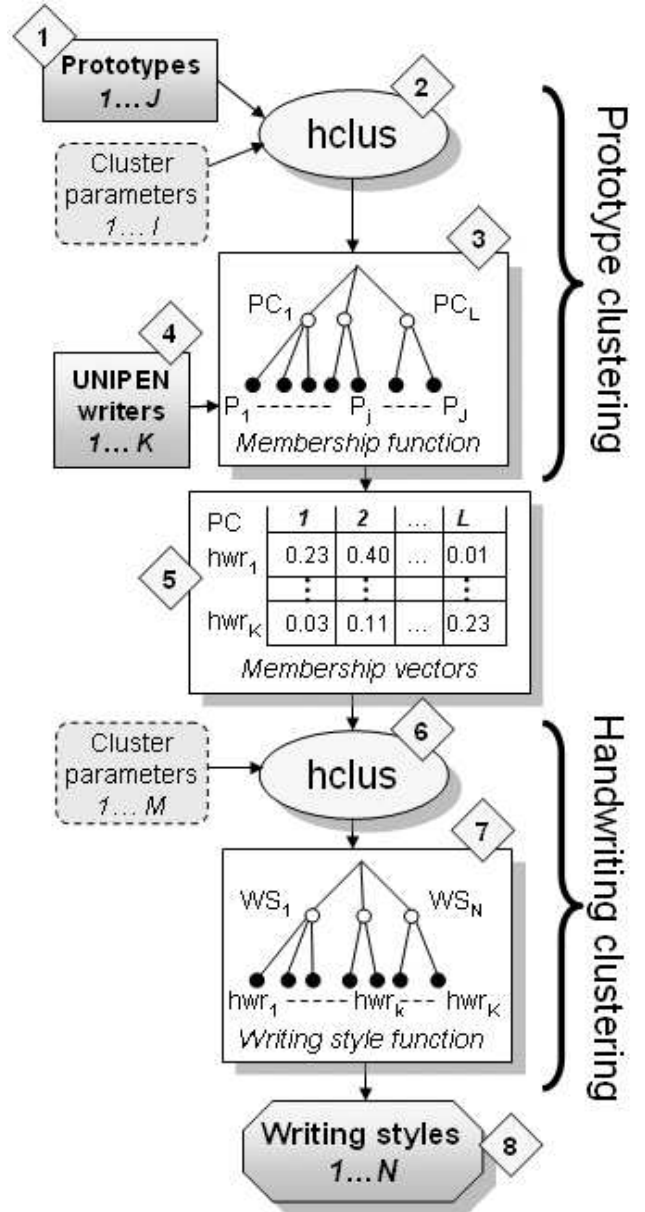 1
Prototypes
1... J
2
hclus
Cluster
parameters
1... I
Prototype clustering
3
PC1 PCL
4
UNIPEN
writers
1... K
P1 ------- Pj ----- PJ
Membership function
5
PC 1 2 ... L
hwr1 0.23 0.40 ... 0.01
hwrK 0.03 0.11 ... 0.23
Membership vectors
6
Cluster
parameters
1... M
hclus
Handwriting clustering
7
WS1 WSN
hwr1 ----- hwrk --- hwrK
Writing style function
Writing styles
1...N
8